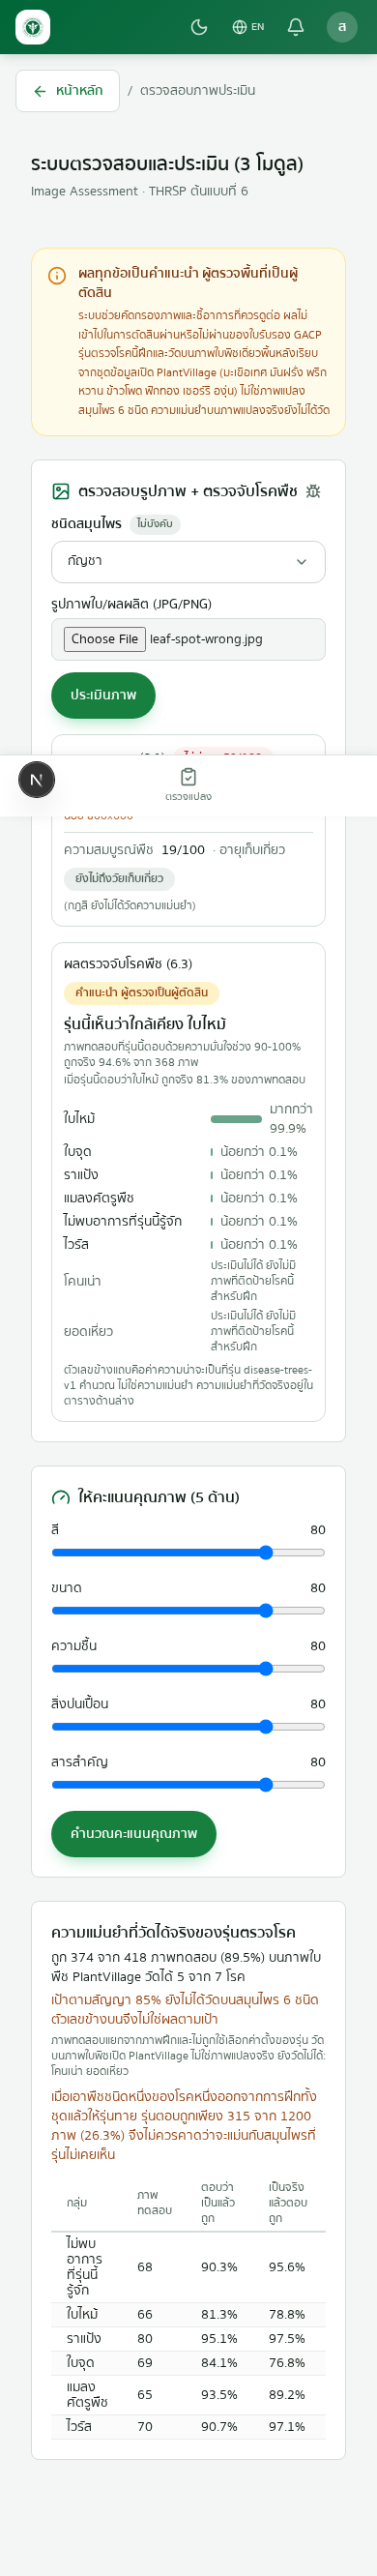 EN
ส
หน้าหลัก / ตรวจสอบภาพประเมิน
ระบบตรวจสอบและประเมิน (3 โมดูล)
Image Assessment · THRSP ต้นแบบที่ 6
ผลทุกข้อเป็นคำแนะนำ ผู้ตรวจพื้นที่เป็นผู้
ตัดสิน
ระบบช่วยคัดกรองภาพและชี้อาการที่ควรดูต่อ ผลไม่
เข้าไปในการตัดสินผ่านหรือไม่ผ่านของใบรับรอง GACP
รุ่นตรวจโรคนี้ฝึกและวัดบนภาพใบพืชเดี่ยวพื้นหลังเรียบ
จากชุดข้อมูลเปิด PlantVillage (มะเขือเทศ มันฝรั่ง พริก
หวาน ข้าวโพด ฟักทอง เชอร์รี องุ่น) ไม่ใช่ภาพแปลง
สมุนไพร 6 ชนิด ความแม่นยำบนภาพแปลงจริงยังไม่ได้วัด
ตรวจสอบรูปภาพ + ตรวจจับโรคพืช
ชนิดสมุนไพร ไม่บังคับ
กัญชา
รูปภาพใบ/ผลผลิต (JPG/PNG)
Choose File leaf-spot-wrong.jpg
ประเมินภาพ
N
ตรวจแปลง
ความสมบูรณ์พืช 19/100 · อายุเก็บเกี่ยว
ยังไม่ถึงวัยเก็บเกี่ยว
(กฎสี ยังไม่ได้วัดความแม่นยำ)
ผลตรวจจับโรคพืช (6.3)
คำแนะนำ ผู้ตรวจเป็นผู้ตัดสิน
รุ่นนี้เห็นว่าใกล้เคียง ใบไหม้
ภาพทดสอบที่รุ่นนี้ตอบด้วยความมั่นใจช่วง 90-100%
ถูกจริง 94.6% จาก 368 ภาพ
เมื่อรุ่นนี้ตอบว่าใบไหม้ ถูกจริง 81.3% ของภาพทดสอบ
ใบไหม้ มากกว่า
99.9%
ใบจุด น้อยกว่า 0.1%
ราแป้ง น้อยกว่า 0.1%
แมลงศัตรูพืช น้อยกว่า 0.1%
ไม่พบอาการที่รุ่นนี้รู้จัก น้อยกว่า 0.1%
ไวรัส น้อยกว่า 0.1%
โคนเน่า ประเมินไม่ได้ ยังไม่มี
ภาพที่ติดป้ายโรคนี้
สำหรับฝึก
ยอดเหี่ยว ประเมินไม่ได้ ยังไม่มี
ภาพที่ติดป้ายโรคนี้
สำหรับฝึก
ตัวเลขข้างแถบคือค่าความน่าจะเป็นที่รุ่น disease-trees-
v1 คำนวณ ไม่ใช่ความแม่นยำ ความแม่นยำที่วัดจริงอยู่ใน
ตารางด้านล่าง
ให้คะแนนคุณภาพ (5 ด้าน)
สี 80
ขนาด 80
ความชื้น 80
สิ่งปนเปื้อน 80
สารสำคัญ 80
คำนวณคะแนนคุณภาพ
ความแม่นยำที่วัดได้จริงของรุ่นตรวจโรค
ถูก 374 จาก 418 ภาพทดสอบ (89.5%) บนภาพใบ
พืช PlantVillage วัดได้ 5 จาก 7 โรค
เป้าตามสัญญา 85% ยังไม่ได้วัดบนสมุนไพร 6 ชนิด
ตัวเลขข้างบนจึงไม่ใช่ผลตามเป้า
ภาพทดสอบแยกจากภาพฝึกและไม่ถูกใช้เลือกค่าตั้งของรุ่น วัด
บนภาพใบพืชเปิด PlantVillage ไม่ใช่ภาพแปลงจริง ยังวัดไม่ได้:
โคนเน่า ยอดเหี่ยว
เมื่อเอาพืชชนิดหนึ่งของโรคหนึ่งออกจากการฝึกทั้ง
ชุดแล้วให้รุ่นทาย รุ่นตอบถูกเพียง 315 จาก 1200
ภาพ (26.3%) จึงไม่ควรคาดว่าจะแม่นกับสมุนไพรที่
รุ่นไม่เคยเห็น
กลุ่ม ภาพ
ทดสอบ ตอบว่า
เป็นแล้ว
ถูก เป็นจริง
แล้วตอบ
ถูก
ไม่พบ
อาการ
ที่รุ่นนี้
รู้จัก 68 90.3% 95.6%
ใบไหม้ 66 81.3% 78.8%
ราแป้ง 80 95.1% 97.5%
ใบจุด 69 84.1% 76.8%
แมลง
ศัตรูพืช 65 93.5% 89.2%
ไวรัส 70 90.7% 97.1%